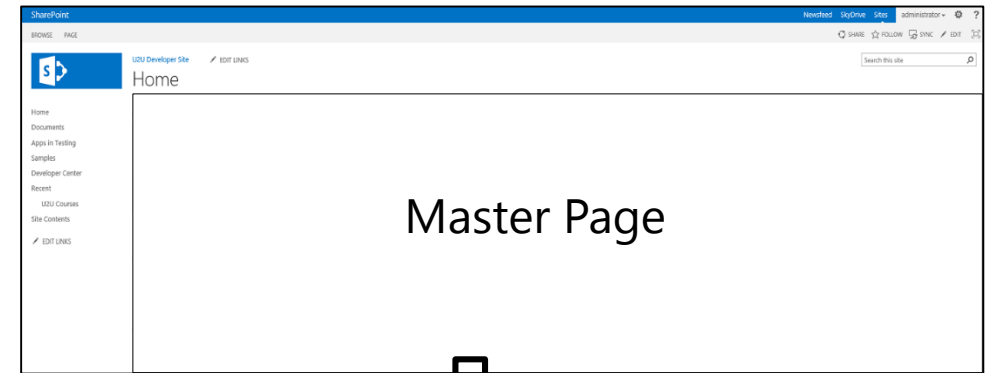 SharePoint Newsfeed SkyDrive Sites administrator ?
BROWSE PAGE SHARE FOLLOW SYNC EDIT
S
U2U Developer Site EDIT LINKS Search this site
Home
Home
Documents
Apps in Testing
Samples
Developer Center
Recent
U2U Courses
Site Contents
EDIT LINKS
Master Page